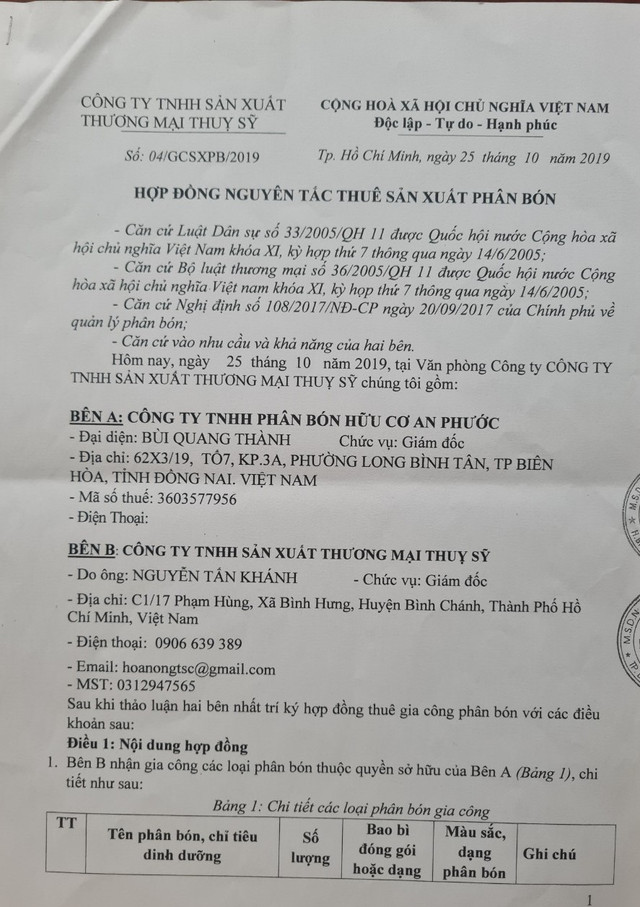 CÔNG TY TNHH SẢN XUẤT
THƯƠNG MẠI THUỴ SỸ
CỘNG HOÀ XÃ HỘI CHỦ NGHĨA VIỆT NAM
Độc lập - Tự do - Hạnh phúc
Số: 04/GCSXPB/2019
Tp. Hồ Chí Minh, ngày 25 tháng 10 năm 2019
HỢP ĐỒNG NGUYÊN TẮC THUÊ SẢN XUẤT PHÂN BÓN
- Căn cứ Luật Dân sự số 33/2005/QH 11 được Quốc hội nước Cộng hòa xã
hội chủ nghĩa Việt Nam khóa XI, kỳ hợp thứ 7 thông qua ngày 14/6/2005;
- Căn cứ Bộ luật thương mại số 36/2005/QH 11 được Quốc hội nước Cộng
hòa xã hội chủ nghĩa Việt nam khóa XI, kỳ hợp thứ 7 thông qua ngày 14/6/2005;
- Căn cứ Nghị định số 108/2017/NĐ-CP ngày 20/09/2017 của Chính phủ về
quản lý phân bón;
- Căn cứ vào nhu cầu và khả năng của hai bên.
Hôm nay, ngày 25 tháng 10 năm 2019, tại Văn phòng Công ty CÔNG TY
TNHH SẢN XUẤT THƯƠNG MẠI THUỴ SỸ chúng tôi gồm:
BÊN A: CÔNG TY TNHH PHÂN BÓN HỮU CƠ AN PHƯỚC
- Đại diện: BÙI QUANG THÀNH Chức vụ: Giám đốc
- Địa chỉ: 62X3/19, TỔ7, KP.3A, PHƯỜNG LONG BÌNH TÂN, TP BIÊN
HÒA, TỈNH ĐỒNG NAI. VIỆT NAM
- Mã số thuế: 3603577956
- Điện Thoại:
BÊN B: CÔNG TY TNHH SẢN XUẤT THƯƠNG MẠI THUỴ SỸ
- Do ông: NGUYỄN TẤN KHÁNH - Chức vụ: Giám đốc
- Địa chỉ: C1/17 Phạm Hùng, Xã Bình Hưng, Huyện Bình Chánh, Thành Phố Hồ
Chí Minh, Việt Nam
- Điện thoại: 0906 639 389
- Email: hoanongtsc@gmail.com
- MST: 0312947565
Sau khi thảo luận hai bên nhất trí ký hợp đồng thuê gia công phân bón với các điều
khoản sau:
Điều 1: Nội dung hợp đồng
1. Bên B nhận gia công các loại phân bón thuộc quyền sở hữu của Bên A (Bảng 1), chi
tiết như sau:
Bảng 1: Chi tiết các loại phân bón gia công
TT
Tên phân bón, chỉ tiêu
dinh dưỡng
Số
lượng
Bao bì
đóng gói
hoặc dạng
Màu sắc,
dạng
phân bón
Ghi chú
1